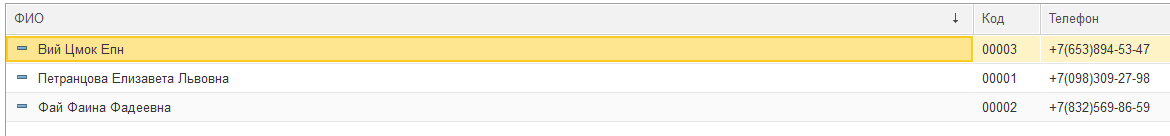 ФИО ↓ Код Телефон
Вий Цмок Епн 00003 +7(653)894-53-47
Петранцова Елизавета Львовна 00001 +7(098)309-27-98
Фай Фаина Фадеевна 00002 +7(832)569-86-59